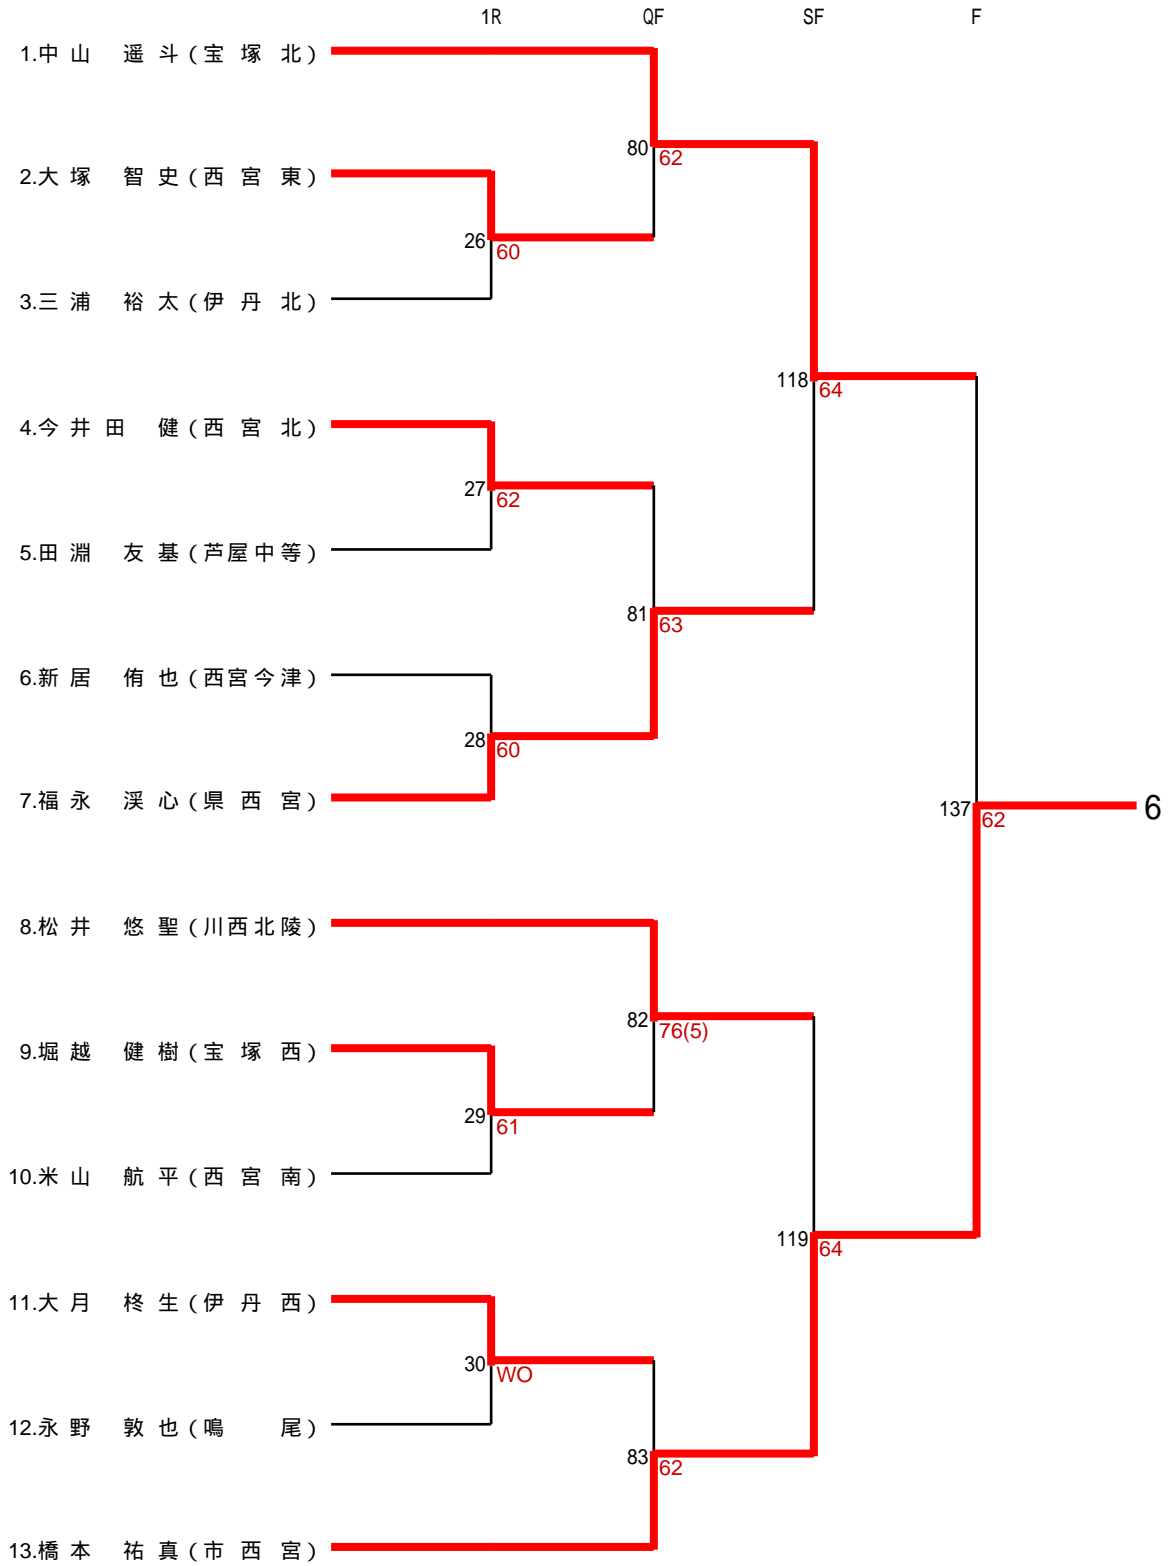 1R QF SF F
1.中山 遥斗(宝塚北)
80 62
2.大塚 智史(西宮東)
26 60
3.三浦 裕太(伊丹北)
118 64
4.今井田 健(西宮北)
27 62
5.田淵 友基(芦屋中等)
81 63
6.新居 侑也(西宮今津)
28 60
7.福永 渓心(県西宮)
137 62 6
8.松井 悠聖(川西北陵)
82 76(5)
9.堀越 健樹(宝塚西)
29 61
10.米山 航平(西宮南)
119 64
11.大月 柊生(伊丹西)
30 WO
12.永野 敦也(鳴尾)
83 62
13.橋本 祐真(市西宮)